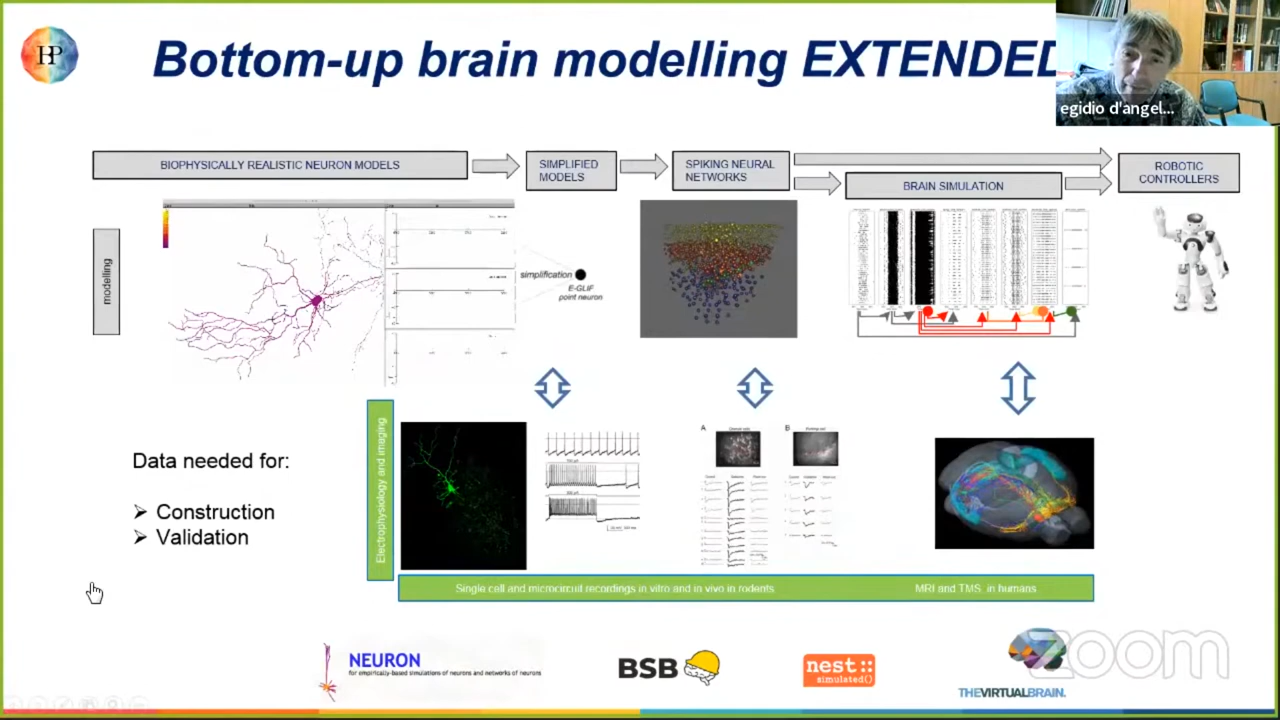 HP
Bottom-up brain modelling EXTENDED
egidio d'angel...
BIOPHYSICALLY REALISTIC NEURON MODELS
SIMPLIFIED
MODELS
SPIKING NEURAL
NETWORKS
BRAIN SIMULATION
ROBOTIC
CONTROLLERS
modelling
simplification
E-GLIF
point neuron
Data needed for:
➢ Construction
➢ Validation
Electrophysiology and imaging
A
B
Single cell and microcircuit recordings in vitro and in vivo in rodents
MRI and TMS in humans
NEURON
for empirically-based simulations of neurons and networks of neurons
BSB
nest::
simulated()
THEVIRTUALBRAIN.
zoom